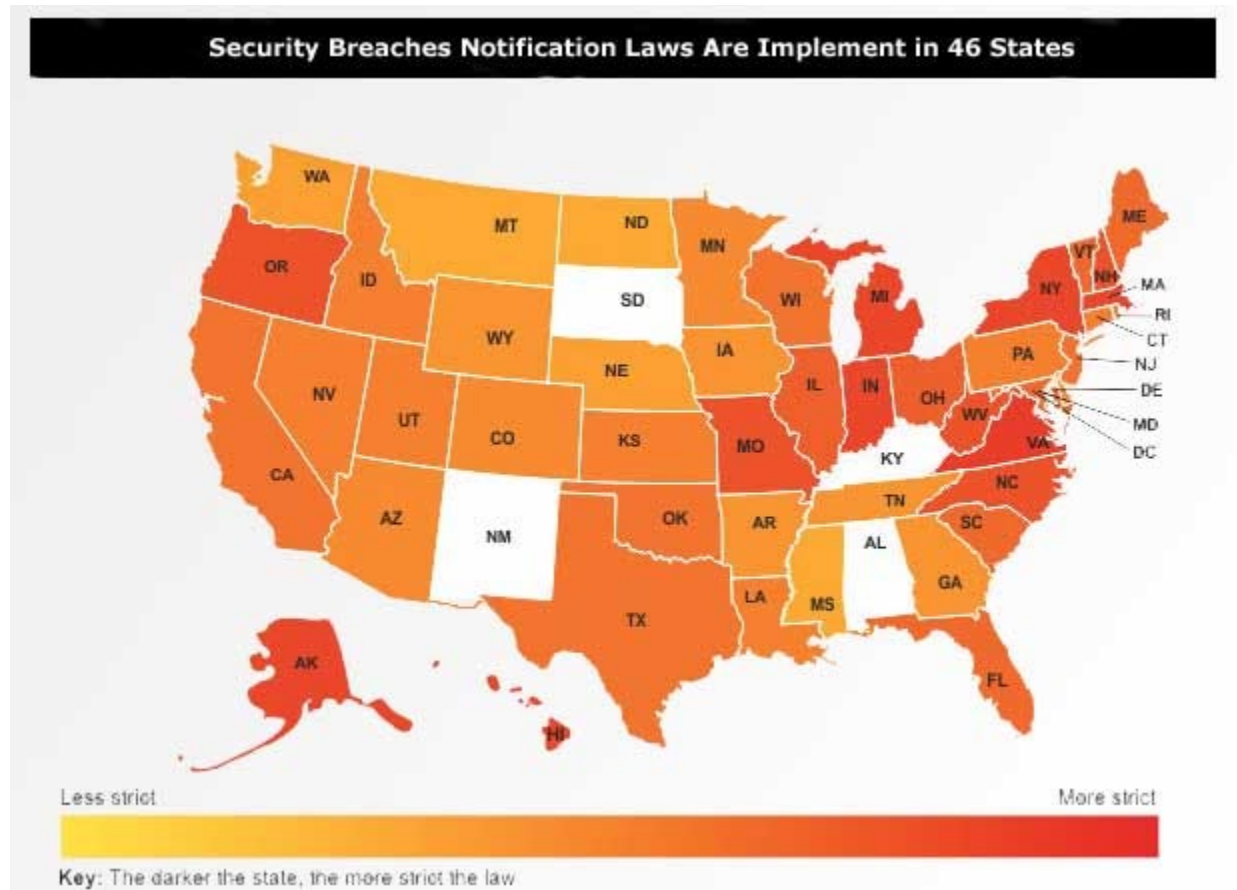 Security Breaches Notification Laws Are Implement in 46 States
WA
MT
ND
MN
ME
VT
NH
OR
ID
SD
WI
MI
NY
MA
RI
WY
IA
PA
CT
NE
NJ
NV
UT
CO
KS
MO
IL
IN
OH
WV
VA
DE
MD
DC
CA
KY
AZ
NM
OK
AR
TN
NC
SC
AL
GA
MS
LA
TX
FL
AK
HI
Less strict
More strict
Key: The darker the state, the more strict the law